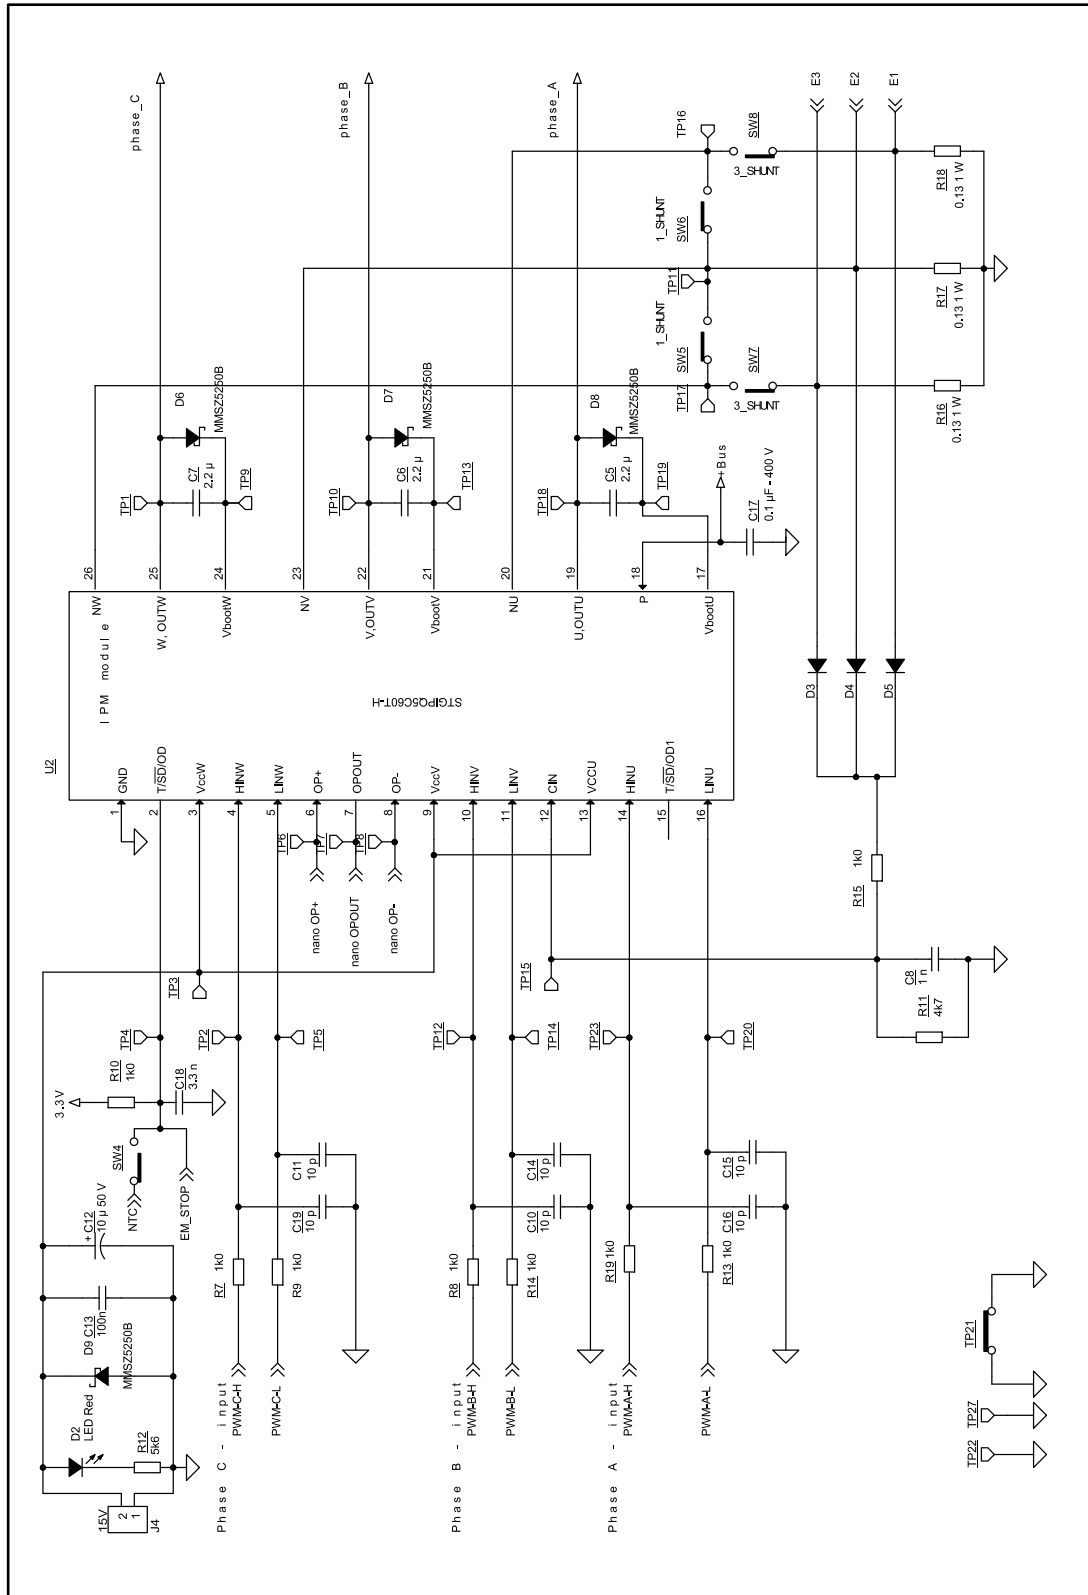 phase_C
phase_B
phase_A
E3
E2
E1
TP16
SW8
3_SHUNT
1_SHUNT
SW6
TP11
1_SHUNT
SW5
SW7
TP17
3_SHUNT
R18
0.13 1 W
R17
0.13 1 W
R16
0.13 1 W
D6
MMSZ5250B
C7
2.2 µ
TP1
TP9
D7
MMSZ5250B
C6
2.2 µ
TP10
TP13
D8
MMSZ5250B
C5
2.2 µ
TP18
TP19
+Bus
C17
0.1 µF - 400 V
26
25
24
23
22
21
20
19
18
17
NW
W, OUTW
VbootW
NV
V,OUTV
VbootV
NU
U,OUTU
P
VbootU
IPM module
STGIPQ5C60T-H
U2
GND
T/SD/OD
VccW
HINW
LINW
OP+
OPOUT
OP-
VccV
HINV
LINV
CIN
VCCU
HINU
T/SD/OD1
LINU
1
2
3
4
5
6
7
8
9
10
11
12
13
14
15
16
D3
D4
D5
TP6
TP7
TP8
nano OP+
nano OPOUT
nano OP-
1k0
R15
TP3
TP15
C8
1 n
R11
4k7
TP4
TP2
TP5
TP12
TP14
TP23
TP20
R10
1k0
3.3V
C18
3.3 n
SW4
NTC
EM_STOP
+ C12
10 µ 50 V
C11
10 p
C19
10 p
C14
10 p
C10
10 p
C15
10 p
C16
10 p
D9 C13
100n
MMSZ5250B
R7 1k0
R9 1k0
R8 1k0
R14 1k0
R19 1k0
R13 1k0
D2
LED Red
R12
5k6
15V
2
1
J4
Phase C - input
PWM-C-H
PWM-C-L
Phase B - input
PWM-B-H
PWM-B-L
Phase A - input
PWM-A-H
PWM-A-L
TP21
TP27
TP22